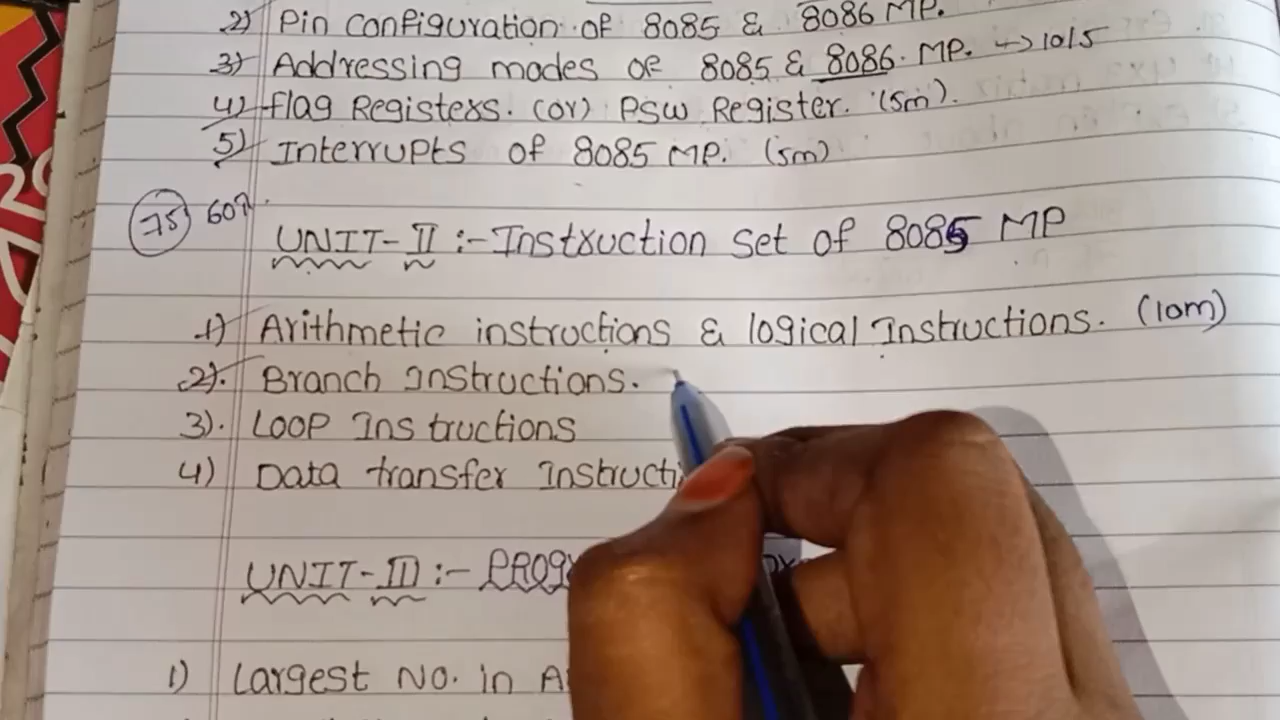 2) Pin configuration of 8085 & 8086 MP.
3) Addressing modes of 8085 & 8086. MP. → 10/5
4) flag Registers. (or) PSW Register. (5m).
5) Interrupts of 8085 MP. (5m)
75
UNIT-II :- Instruction set of 8085 MP
1) Arithmetic instructions & logical Instructions. (10m)
2). Branch Instructions.
3). Loop Instructions
4) Data transfer
UNIT-III :-
1) Largest No. in